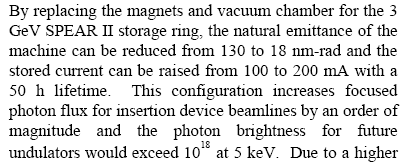 By replacing the magnets and vacuum chamber for the 3
GeV SPEAR II storage ring, the natural emittance of the
machine can be reduced from 130 to 18 nm-rad and the
stored current can be raised from 100 to 200 mA with a
50 h lifetime. This configuration increases focused
photon flux for insertion device beamlines by an order of
magnitude and the photon brightness for future
undulators would exceed 10¹⁸ at 5 keV. Due to a higher